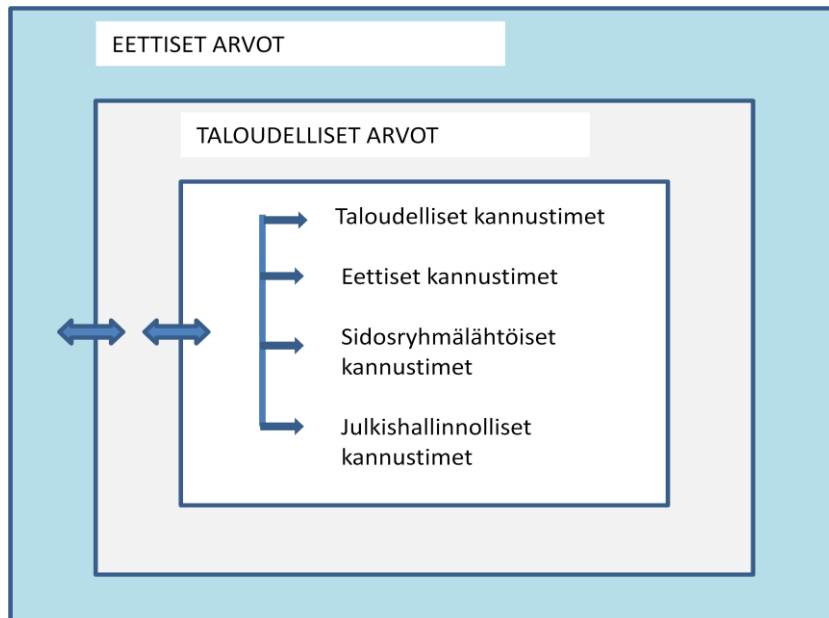 EETTISET ARVOT
TALOUDELLISET ARVOT
Taloudelliset kannustimet
Eettiset kannustimet
Sidosryhmälähtöiset
kannustimet
Julkishallinnolliset
kannustimet